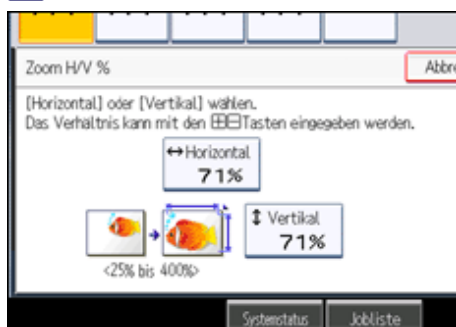 Zoom H/V %
Abbre
[Horizontal] oder [Vertikal] wählen.
Das Verhältnis kann mit den ⊞⊟Tasten eingegeben werden.
↔Horizontal
71%
↕ Vertikal
71%
<25% bis 400%>
Systemstatus
Jobliste